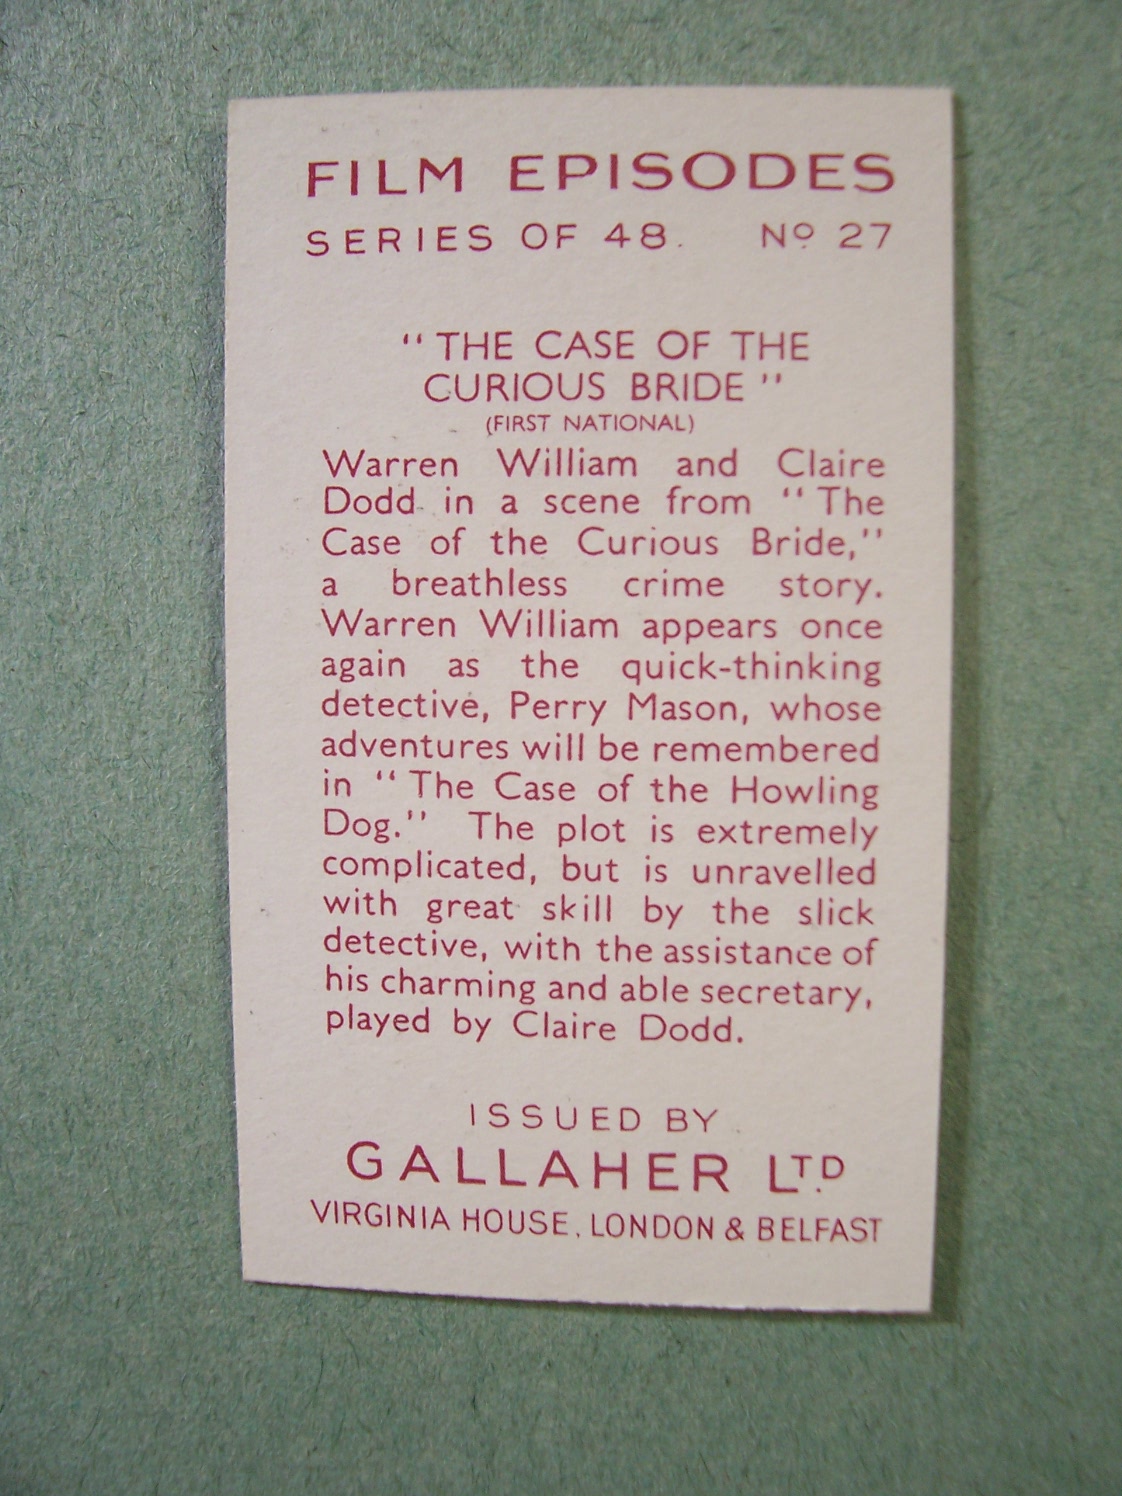 FILM EPISODES
SERIES OF 48. Nº 27
"THE CASE OF THE
CURIOUS BRIDE"
(FIRST NATIONAL)
Warren William and Claire
Dodd in a scene from "The
Case of the Curious Bride,"
a breathless crime story.
Warren William appears once
again as the quick-thinking
detective, Perry Mason, whose
adventures will be remembered
in "The Case of the Howling
Dog." The plot is extremely
complicated, but is unravelled
with great skill by the slick
detective, with the assistance of
his charming and able secretary,
played by Claire Dodd.
ISSUED BY
GALLAHER LTD
VIRGINIA HOUSE, LONDON & BELFAST